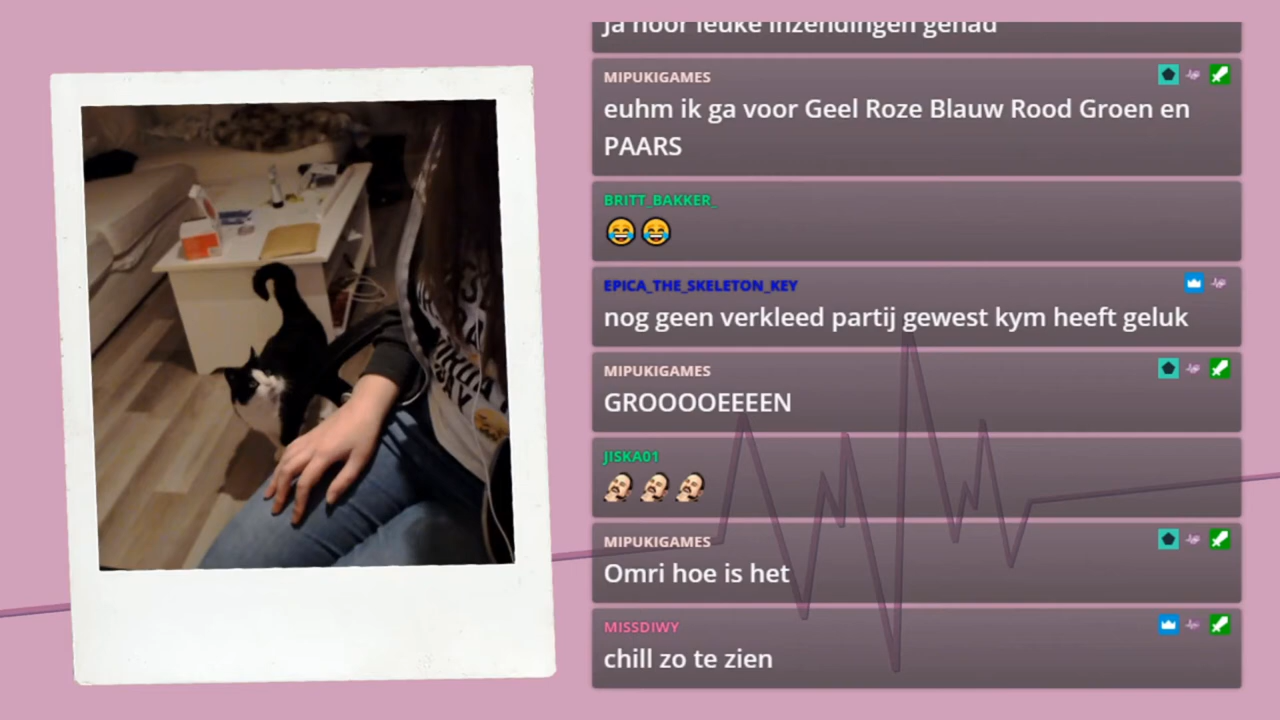 Ja hoor leuke inzendingen gehad
MIPUKIGAMES
euhm ik ga voor Geel Roze Blauw Rood Groen en
PAARS
BRITT_BAKKER_
EPICA_THE_SKELETON_KEY
nog geen verkleed partij gewest kym heeft geluk
MIPUKIGAMES
GROOOOEEEEN
JISKA01
MIPUKIGAMES
Omri hoe is het
MISSDIWY
chill zo te zien